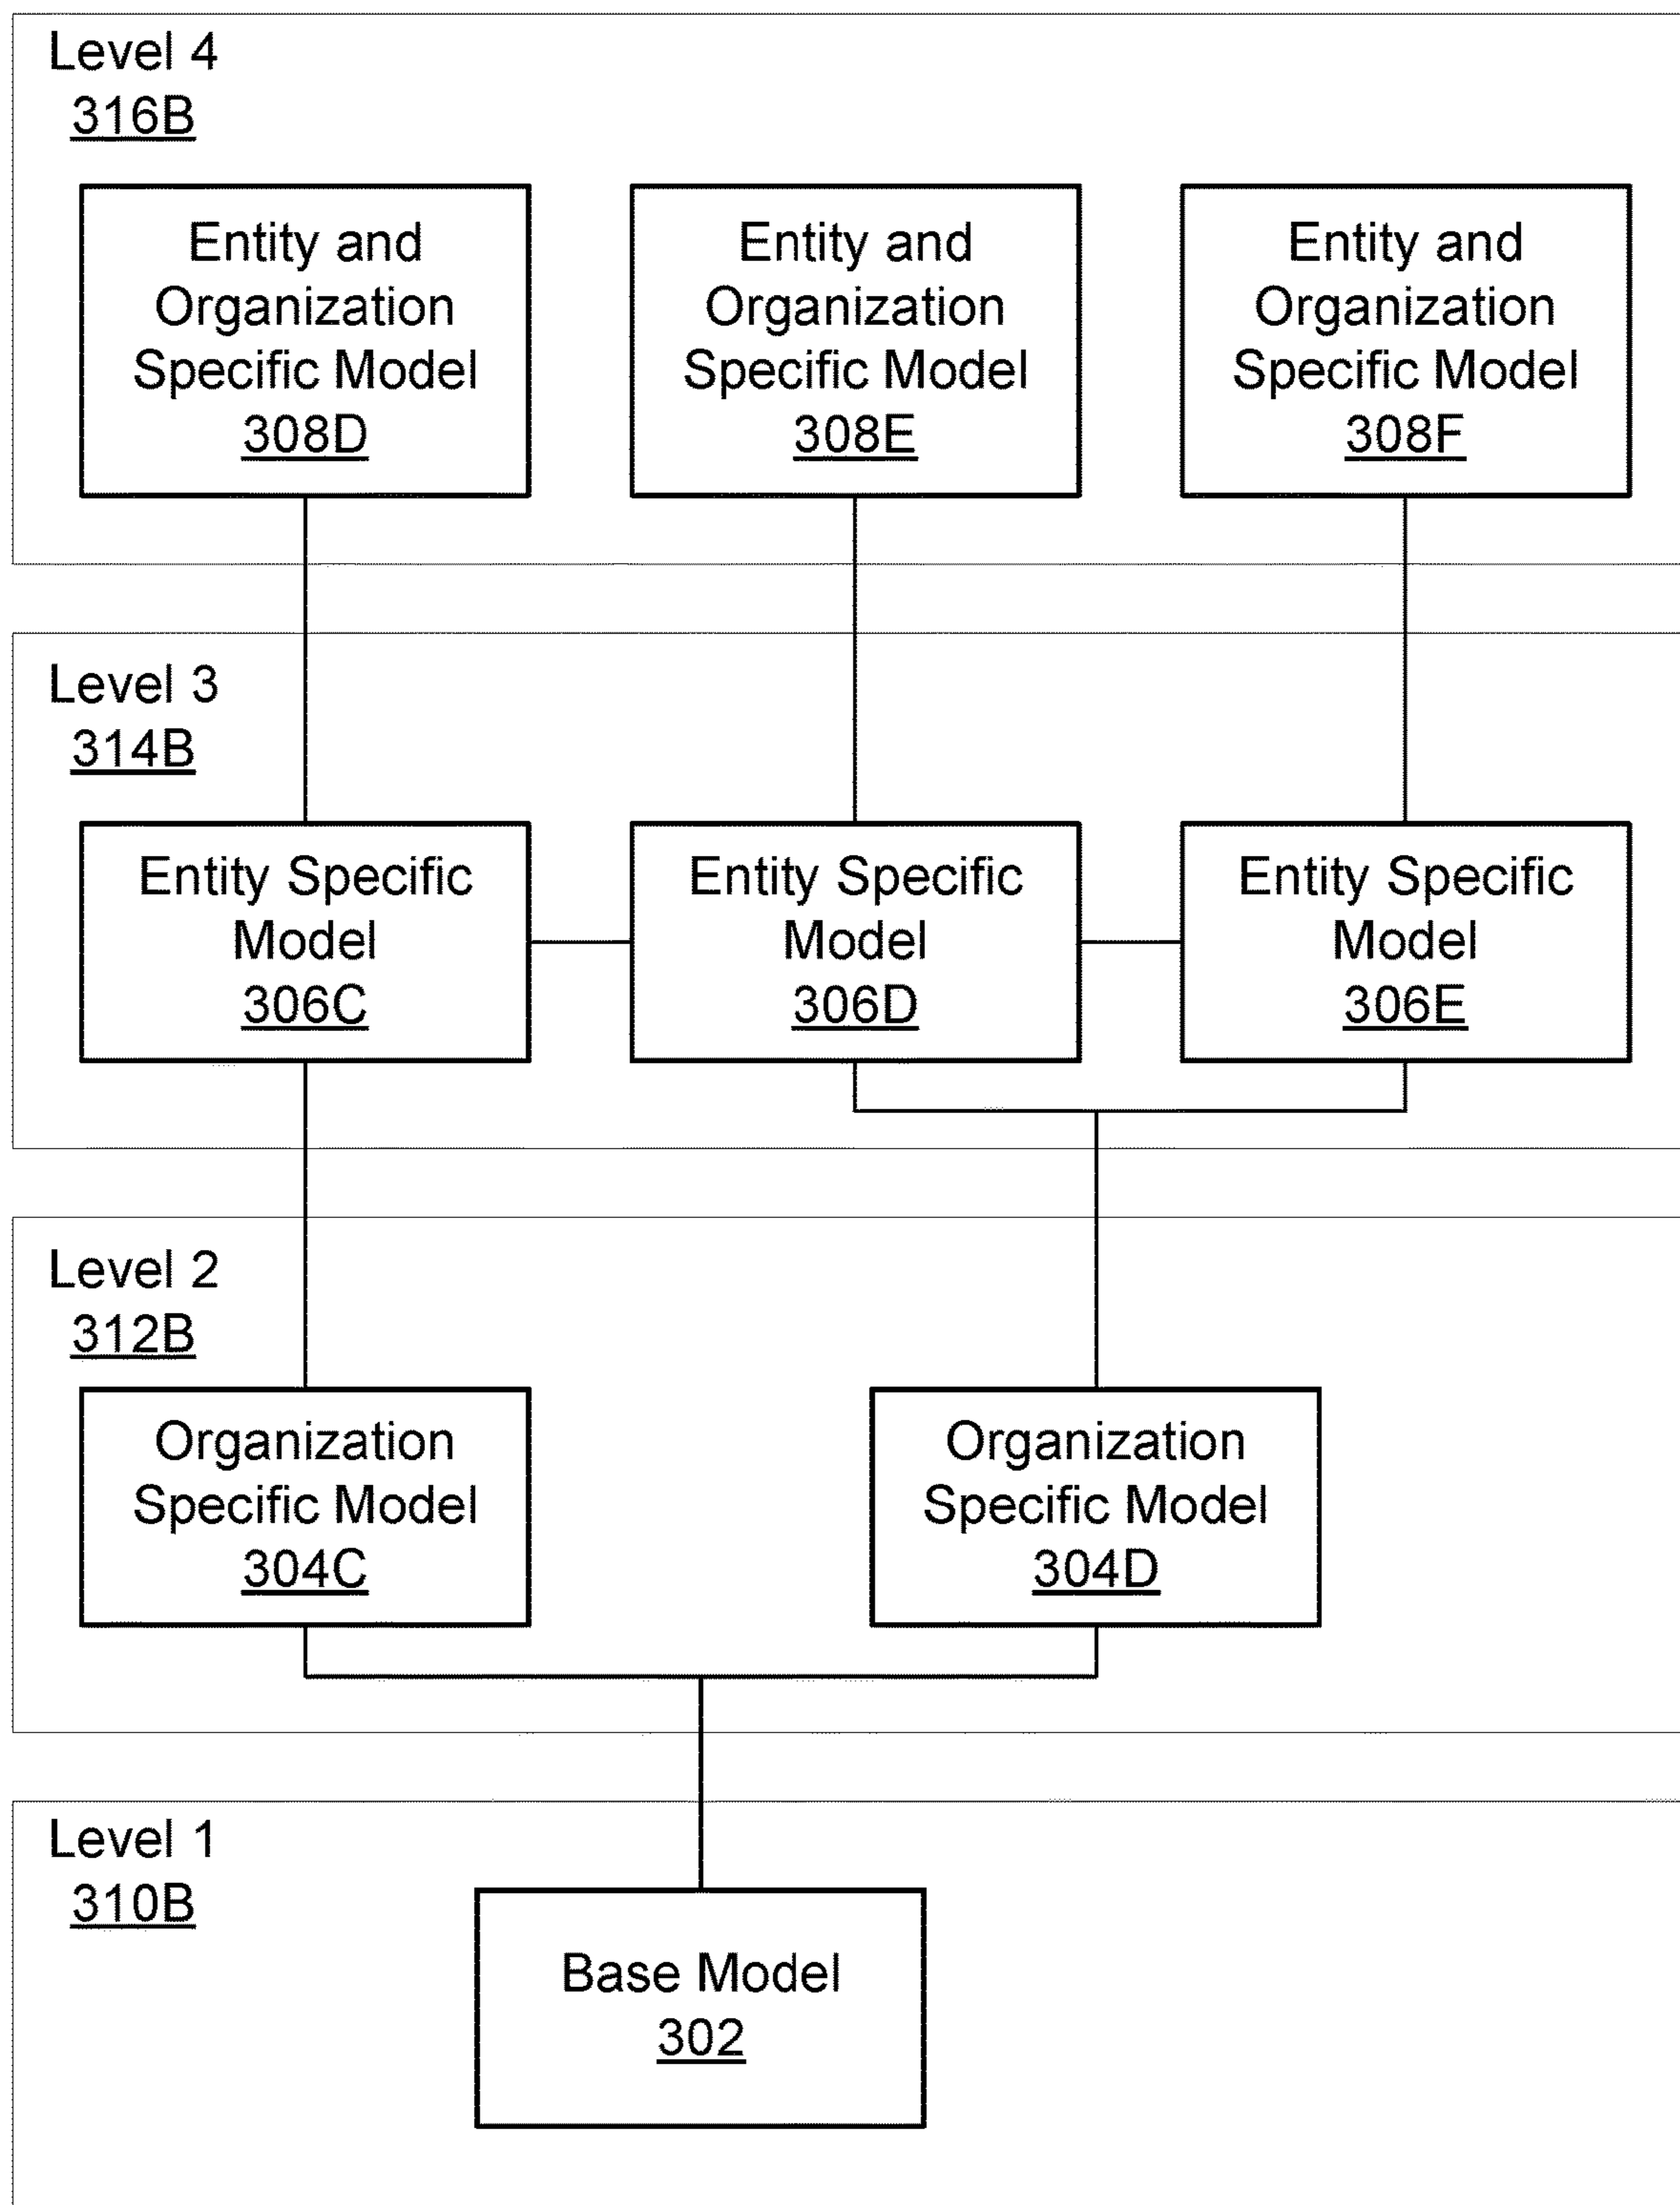 Level 4
316B
Entity and
Organization
Specific Model
308D
Entity and
Organization
Specific Model
308E
Entity and
Organization
Specific Model
308F
Level 3
314B
Entity Specific
Model
306C
Entity Specific
Model
306D
Entity Specific
Model
306E
Level 2
312B
Organization
Specific Model
304C
Organization
Specific Model
304D
Level 1
310B
Base Model
302